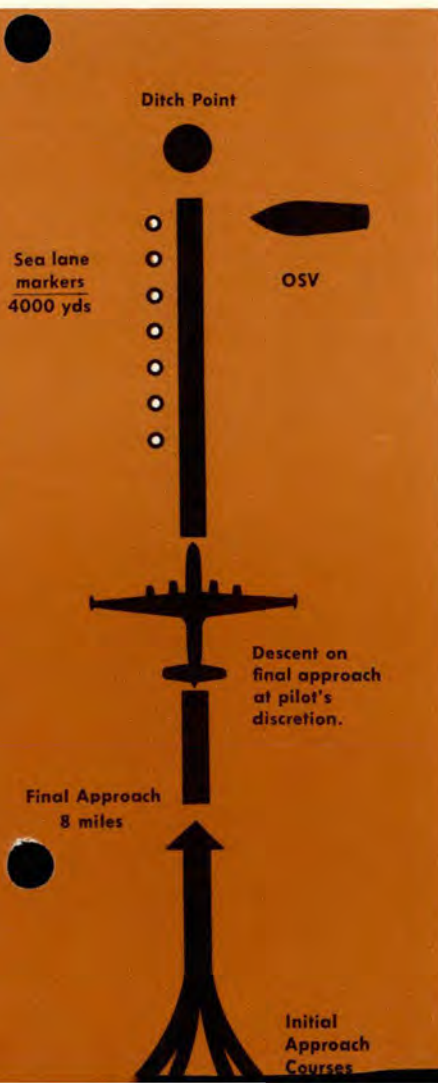 Ditch Point
Sea lane
markers
4000 yds
OSV
Descent on
final approach
at pilot's
discretion.
Final Approach
8 miles
Initial
Approach
Courses